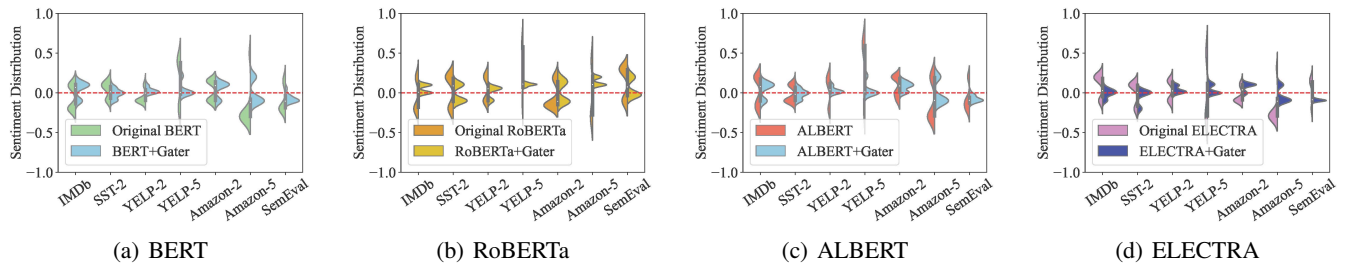 Sentiment Distribution
1.0
0.5
0.0
−0.5
−1.0
Original BERT
BERT+Gater
IMDb
SST-2
YELP-2
YELP-5
Amazon-2
Amazon-5
SemEval
(a) BERT
Sentiment Distribution
1.0
0.5
0.0
−0.5
−1.0
Original RoBERTa
RoBERTa+Gater
IMDb
SST-2
YELP-2
YELP-5
Amazon-2
Amazon-5
SemEval
(b) RoBERTa
Sentiment Distribution
1.0
0.5
0.0
−0.5
−1.0
ALBERT
ALBERT+Gater
IMDb
SST-2
YELP-2
YELP-5
Amazon-2
Amazon-5
SemEval
(c) ALBERT
Sentiment Distribution
1.0
0.5
0.0
−0.5
−1.0
Original ELECTRA
ELECTRA+Gater
IMDb
SST-2
YELP-2
YELP-5
Amazon-2
Amazon-5
SemEval
(d) ELECTRA